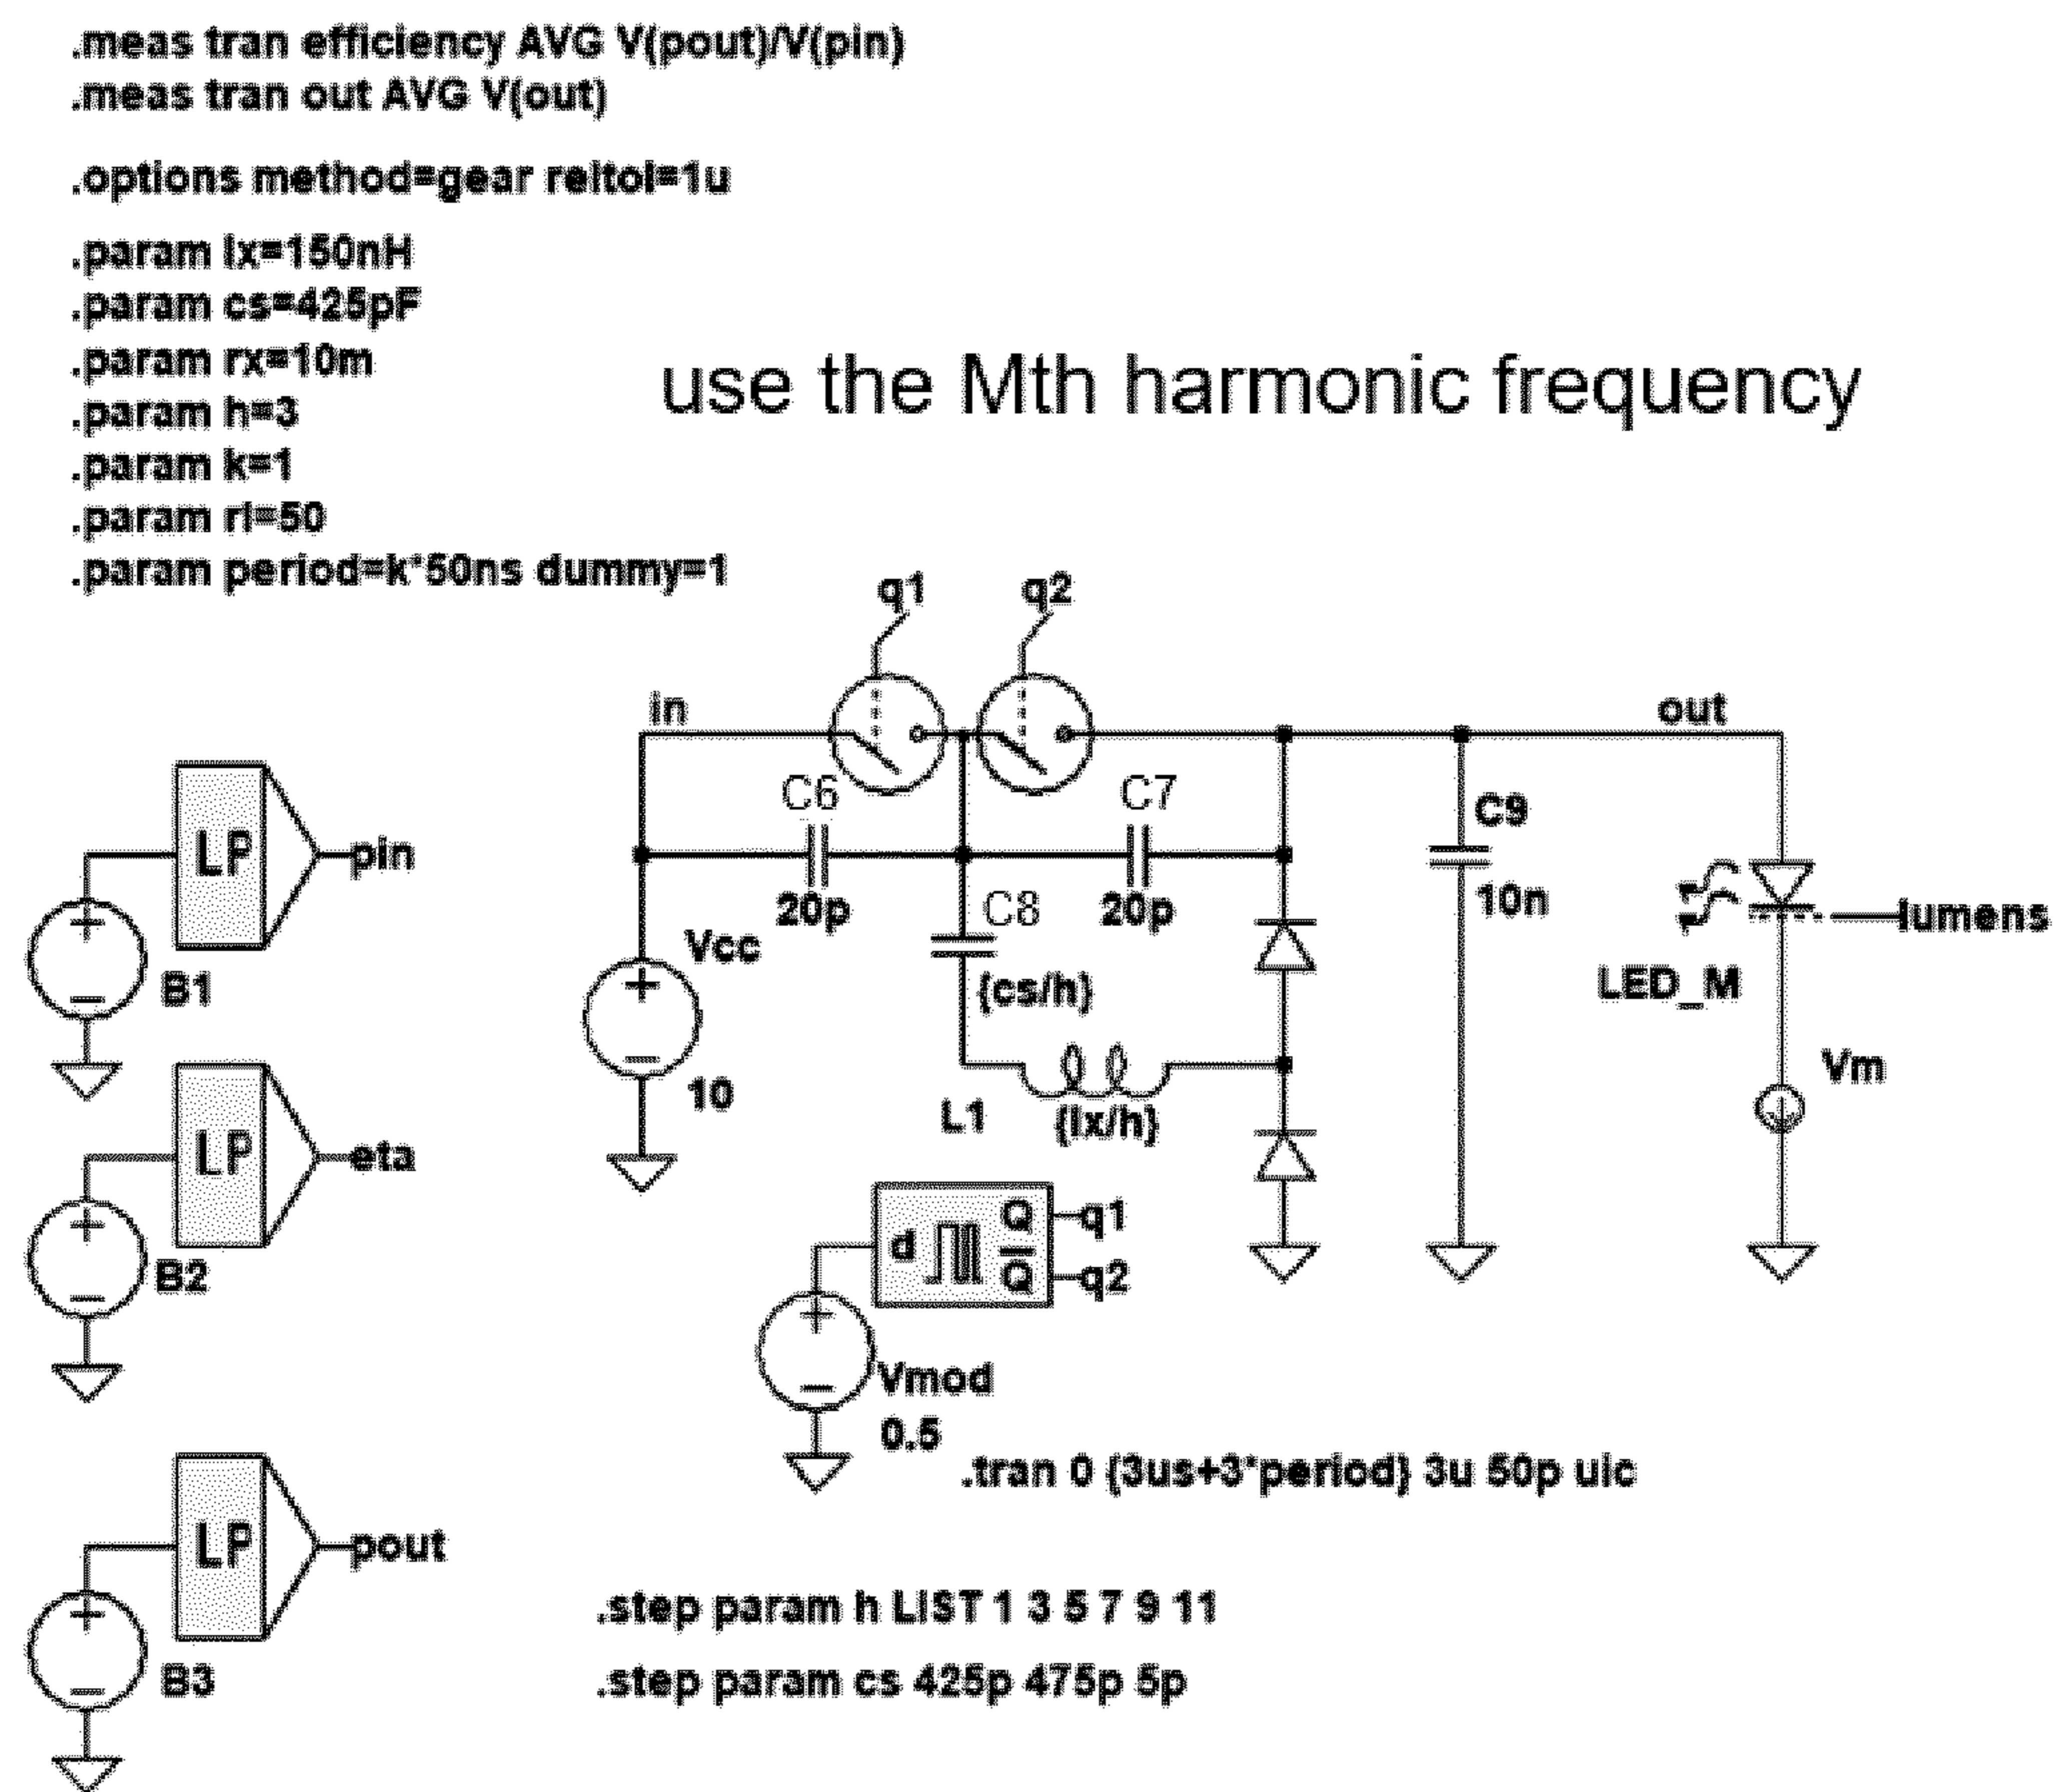 .meas tran efficiency AVG V(pout)/V(pin)
.meas tran out AVG V(out)
.options method=gear reltol=1u
.param lx=150nH
.param cs=425pF
.param rx=10m
.param h=3
.param k=1
.param rl=50
.param period=k*50ns dummy=1
use the Mth harmonic frequency
q1 q2
in
out
C6
C7
C9
LP
pin
20p
C8
20p
10n
lumens
Vcc
B1
{cs/h}
LED_M
10
L1
{lx/h}
Vm
LP
eta
d
Q
q1
Q
q2
B2
Vmod
0.5
.tran 0 {3us+3*period} 3u 50p uic
LP
pout
B3
.step param h LIST 1 3 5 7 9 11
.step param cs 425p 475p 5p